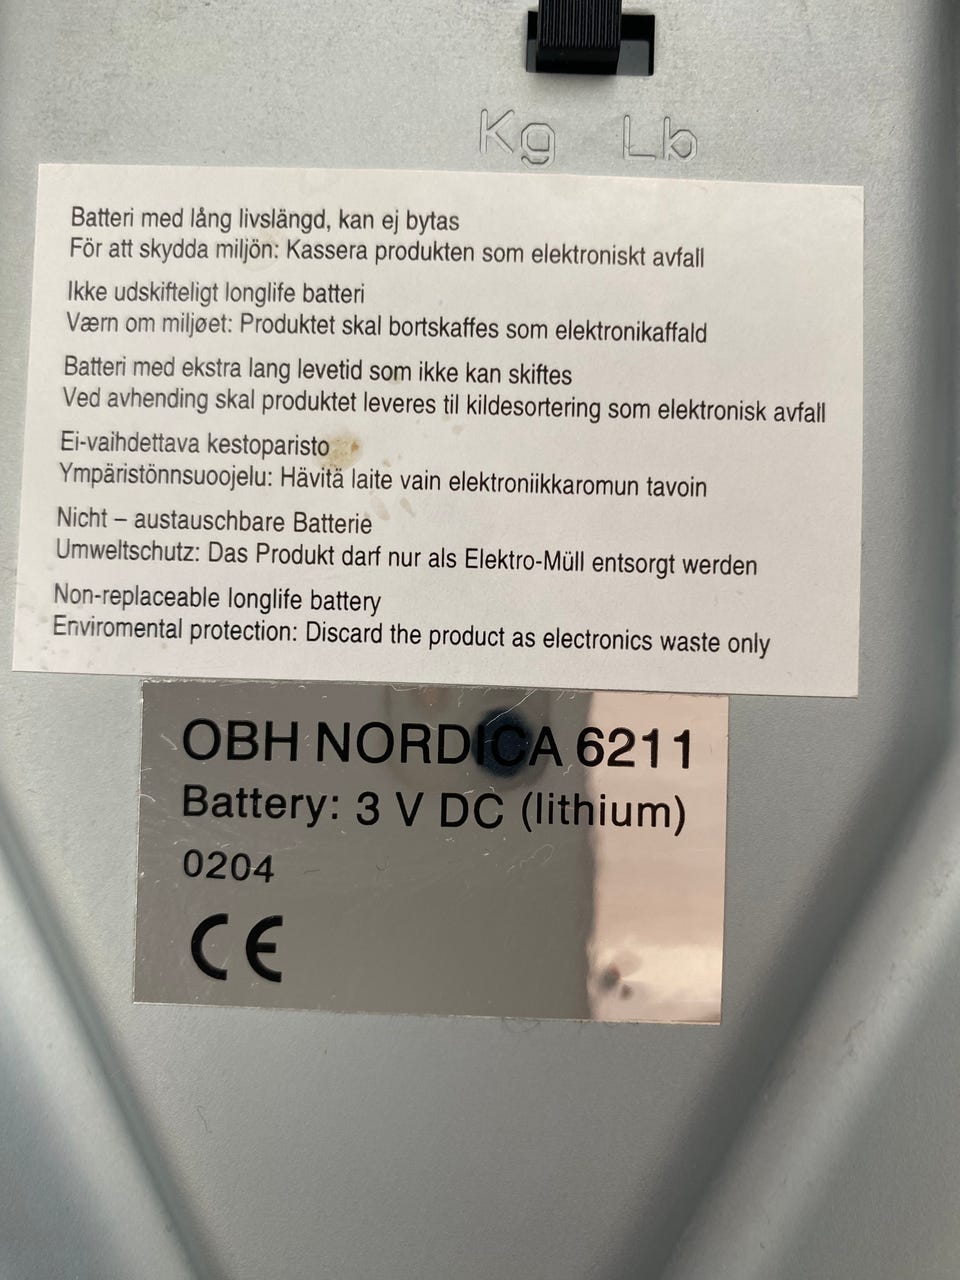 Kg Lb
Batteri med lång livslängd, kan ej bytas
För att skydda miljön: Kassera produkten som elektroniskt avfall
Ikke udskifteligt longlife batteri
Værn om miljøet: Produktet skal bortskaffes som elektronikaffald
Batteri med ekstra lang levetid som ikke kan skiftes
Ved avhending skal produktet leveres til kildesortering som elektronisk avfall
Ei-vaihdettava kestoparisto
Ympäristönnsuoojelu: Hävitä laite vain elektroniikkaromun tavoin
Nicht – austauschbare Batterie
Umweltschutz: Das Produkt darf nur als Elektro-Müll entsorgt werden
Non-replaceable longlife battery
Enviromental protection: Discard the product as electronics waste only
OBH NORDICA 6211
Battery: 3 V DC (lithium)
0204
CE